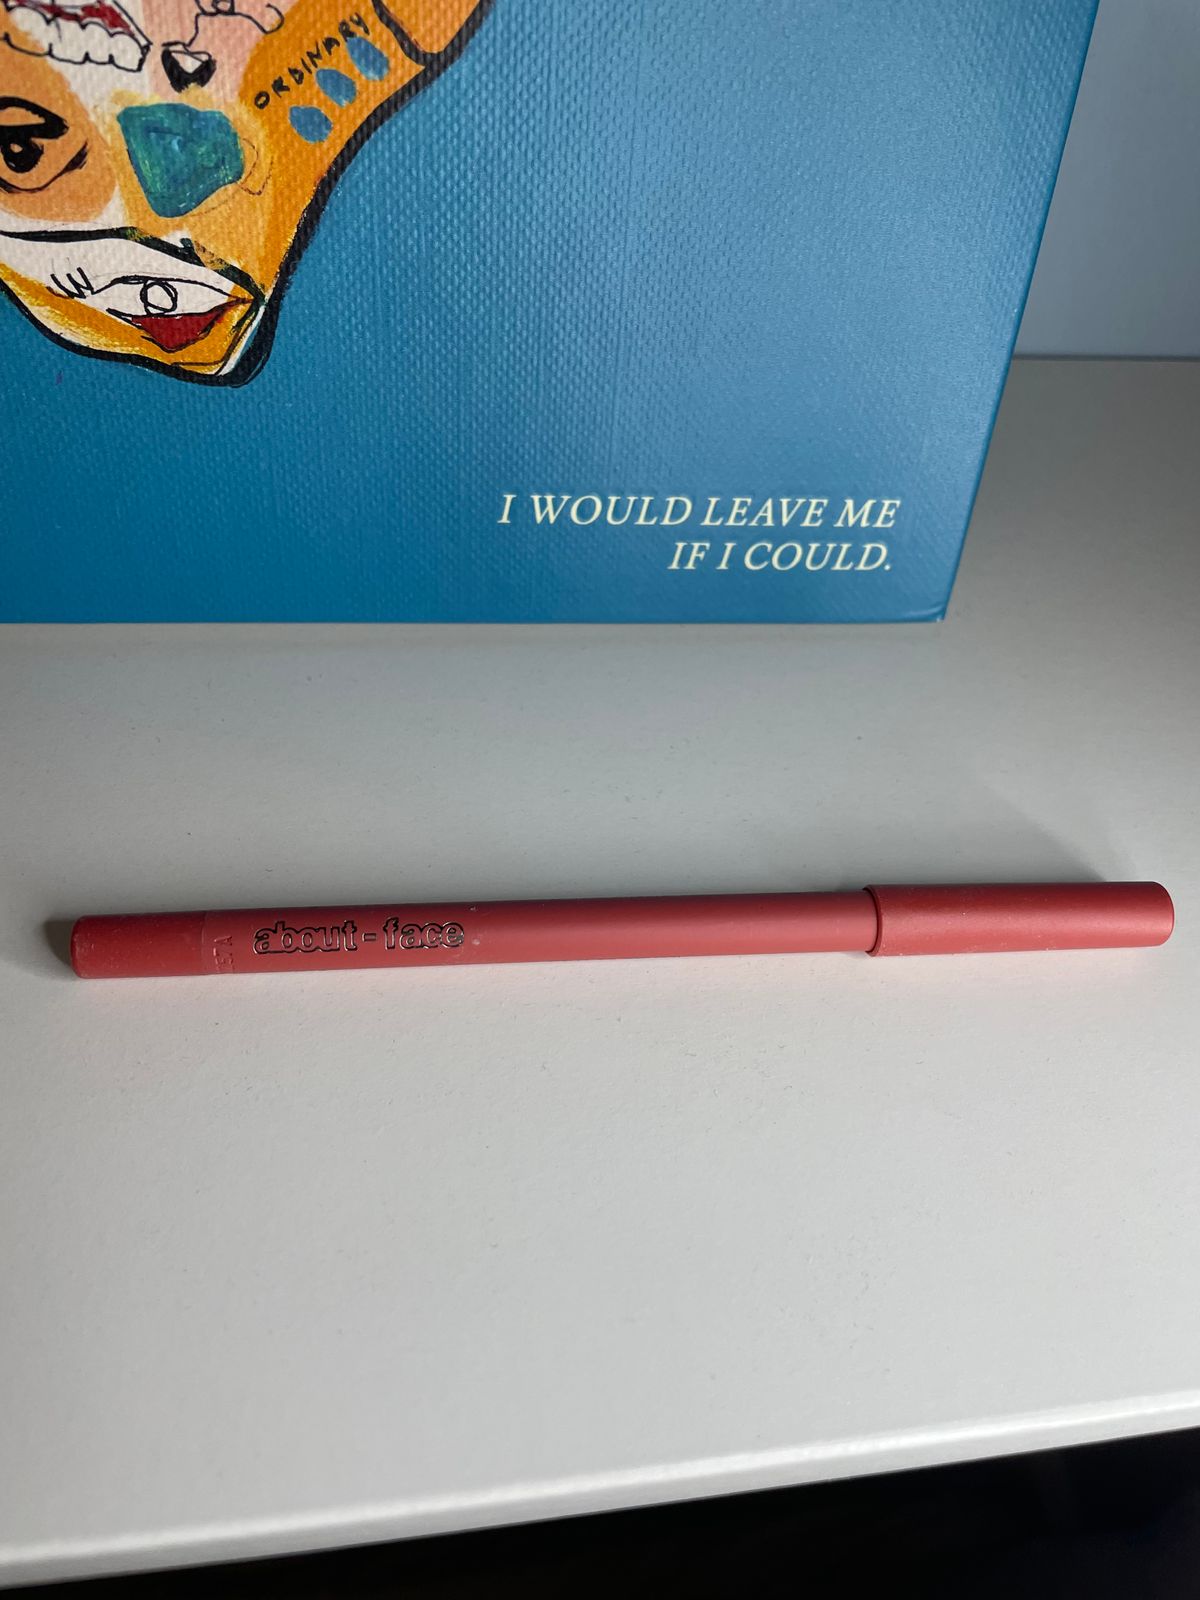 ORDINARY
I WOULD LEAVE ME
IF I COULD.
about-face